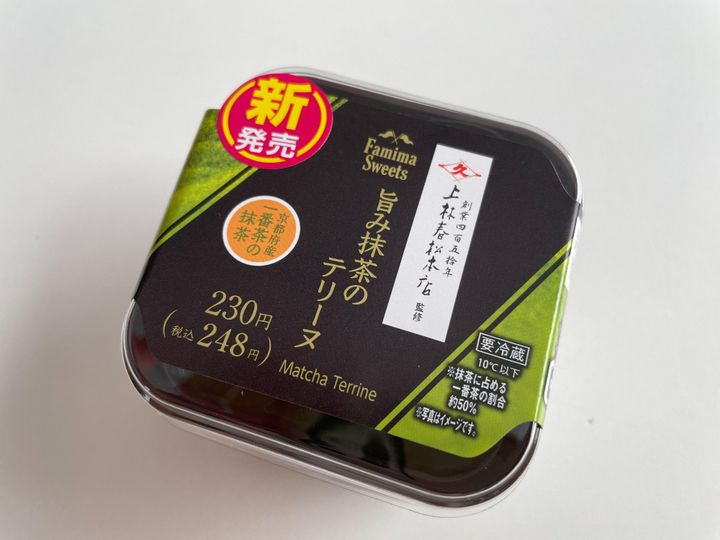 新
発売
Famima
Sweets
創業四百五拾年
上林春松本店
監修
旨み抹茶の
テリーヌ
京都府産
一番茶の
抹茶
230円
(税込248円)
Matcha Terrine
要冷蔵
10℃以下
※抹茶に占める
一番茶の割合
約50%
※写真はイメージです。